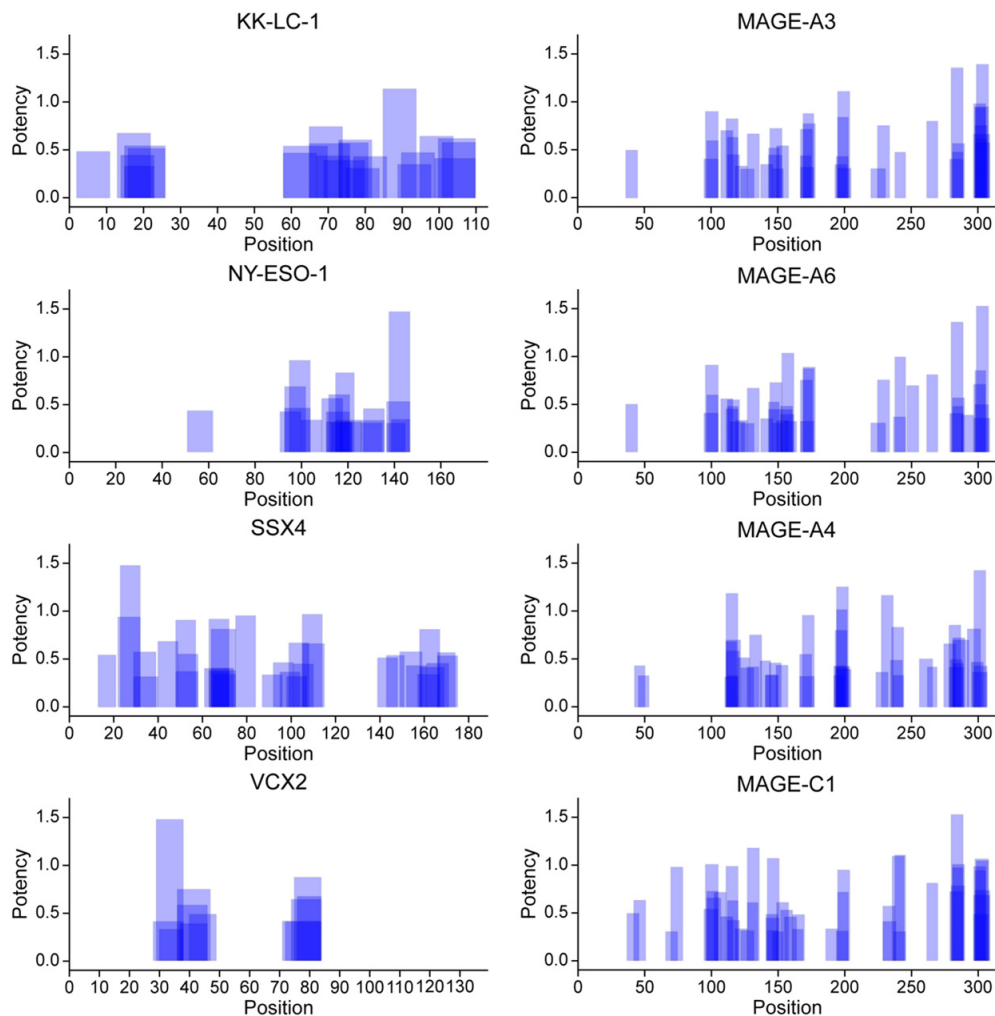 KK-LC-1
Potency
1.5
1.0
0.5
0.0
0 10 20 30 40 50 60 70 80 90 100 110
Position
MAGE-A3
Potency
1.5
1.0
0.5
0.0
0 50 100 150 200 250 300
Position
NY-ESO-1
Potency
1.5
1.0
0.5
0.0
0 20 40 60 80 100 120 140 160
Position
MAGE-A6
Potency
1.5
1.0
0.5
0.0
0 50 100 150 200 250 300
Position
SSX4
Potency
1.5
1.0
0.5
0.0
0 20 40 60 80 100 120 140 160 180
Position
MAGE-A4
Potency
1.5
1.0
0.5
0.0
0 50 100 150 200 250 300
Position
VCX2
Potency
1.5
1.0
0.5
0.0
0 10 20 30 40 50 60 70 80 90 100 110 120 130
Position
MAGE-C1
Potency
1.5
1.0
0.5
0.0
0 50 100 150 200 250 300
Position